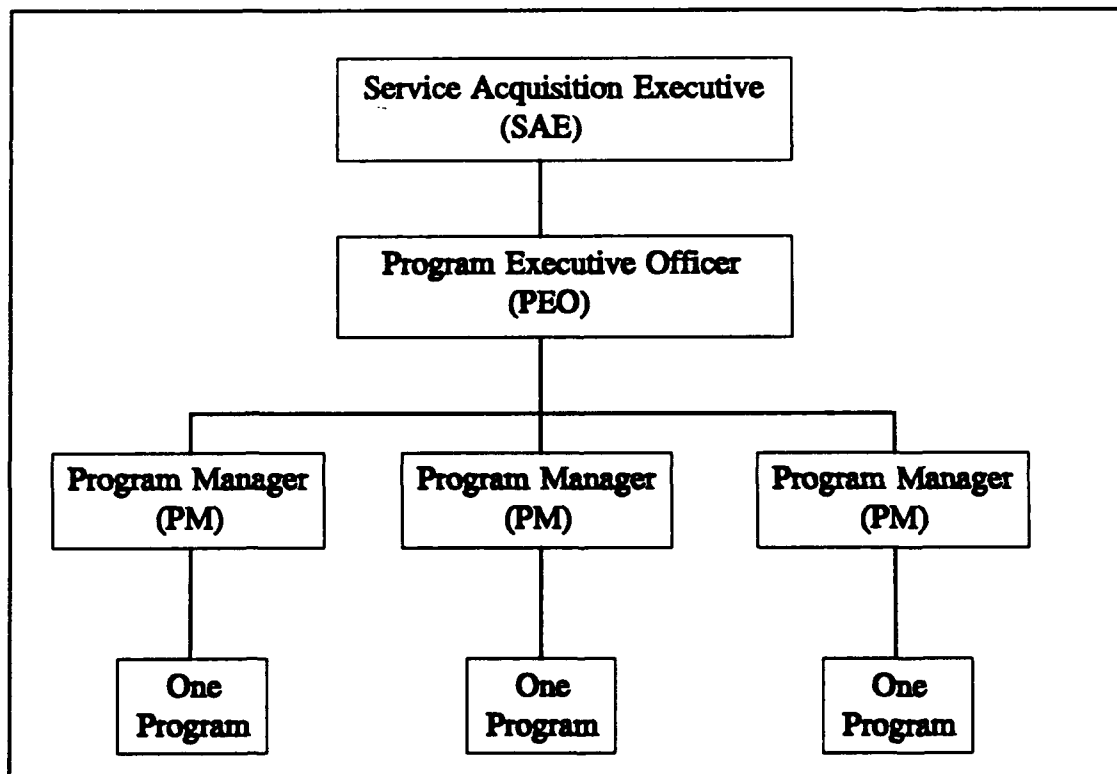 Service Acquisition Executive
(SAE)
Program Executive Officer
(PEO)
Program Manager
(PM)
Program Manager
(PM)
Program Manager
(PM)
One
Program
One
Program
One
Program